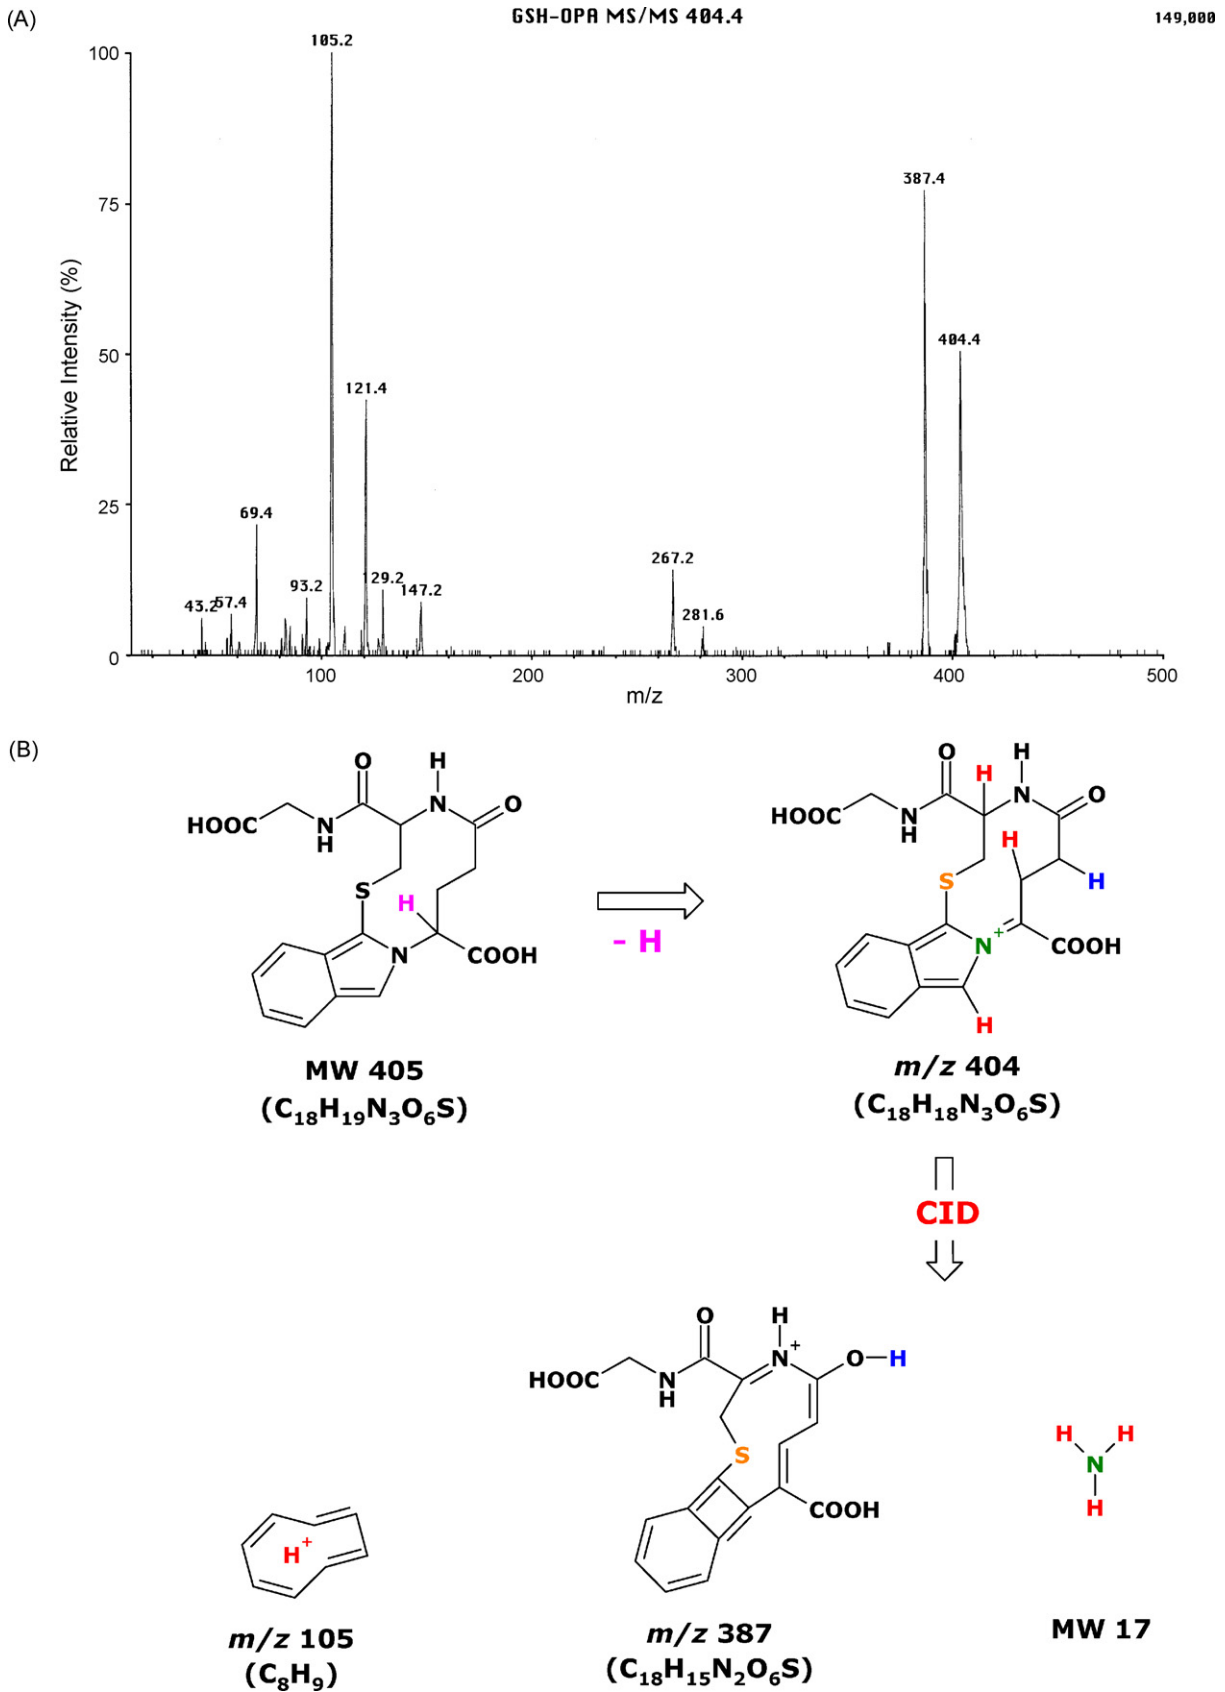 (A)
GSH-OPA MS/MS 404.4
149,000
Relative Intensity (%)
100
75
50
25
0
105.2
387.4
404.4
121.4
69.4
267.2
281.6
93.2
129.2
147.2
43.2
57.4
100
200
300
400
500
m/z
(B)
O
H
HOOC
N
H
N
O
S
H
N
COOH
MW 405
(C₁₈H₁₉N₃O₆S)
- H
O
H
H
HOOC
N
H
N
O
H
H
S
N⁺
COOH
H
m/z 404
(C₁₈H₁₈N₃O₆S)
CID
O
H
HOOC
N
H
N⁺
O
H
S
COOH
m/z 387
(C₁₈H₁₅N₂O₆S)
H⁺
m/z 105
(C₈H₉)
H
H
N
H
MW 17